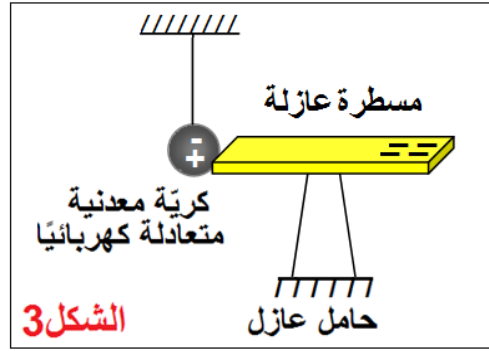 مسطرة عازلة
-
+
كريّة معدنية
متعادلة كهربائيًا
حامل عازل
الشكل3